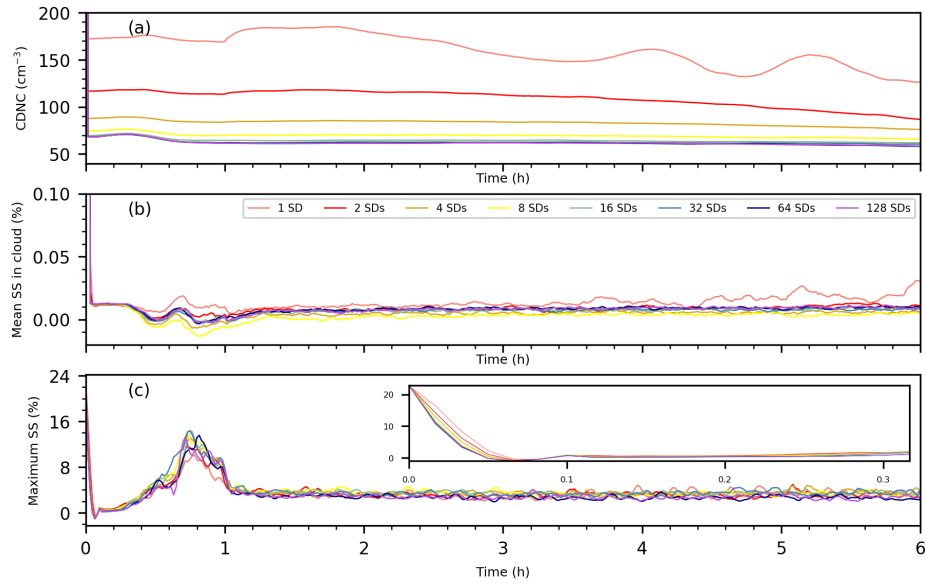 (a)
CDNC (cm⁻³)
200
150
100
50
Time (h)
(b)
1 SD 2 SDs 4 SDs 8 SDs 16 SDs 32 SDs 64 SDs 128 SDs
Mean SS in cloud (%)
0.10
0.05
0.00
Time (h)
(c)
Maximum SS (%)
24
16
8
0
20
10
0
0.0 0.1 0.2 0.3
0 1 2 3 4 5 6
Time (h)